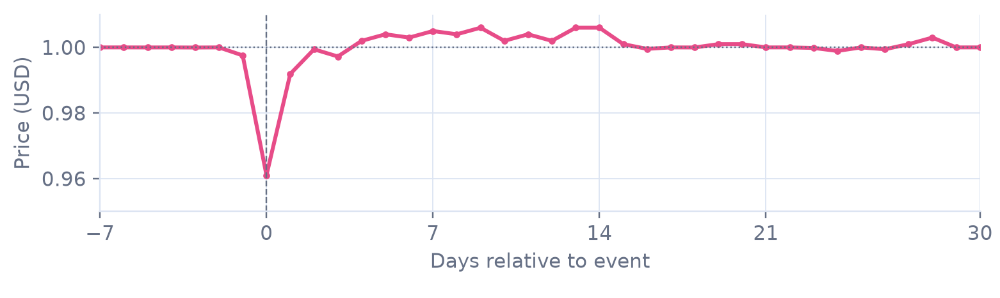 1.00
0.98
0.96
Price (USD)
−7 0 7 14 21 30
Days relative to event